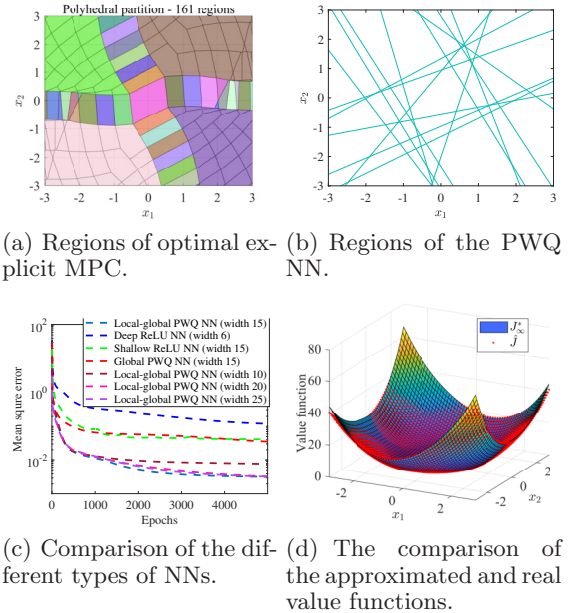 Polyhedral partition - 161 regions
3
2
1
0
-1
-2
-3
x2
-3 -2 -1 0 1 2 3
x1
3
2
1
0
-1
-2
-3
x2
-3 -2 -1 0 1 2 3
x1
(a) Regions of optimal ex-
plicit MPC.
(b) Regions of the PWQ
NN.
10^2
10^0
10^-2
Mean squire error
Local-global PWQ NN (width 15)
Deep ReLU NN (width 6)
Shallow ReLU NN (width 15)
Global PWQ NN (width 15)
Local-global PWQ NN (width 10)
Local-global PWQ NN (width 20)
Local-global PWQ NN (width 25)
0 1000 2000 3000 4000
Epochs
80
60
40
20
0
Value function
J*∞
Ĵ
-2 0 2
x1
-2 0 2
x2
(c) Comparison of the dif-
ferent types of NNs.
(d) The comparison of
the approximated and real
value functions.